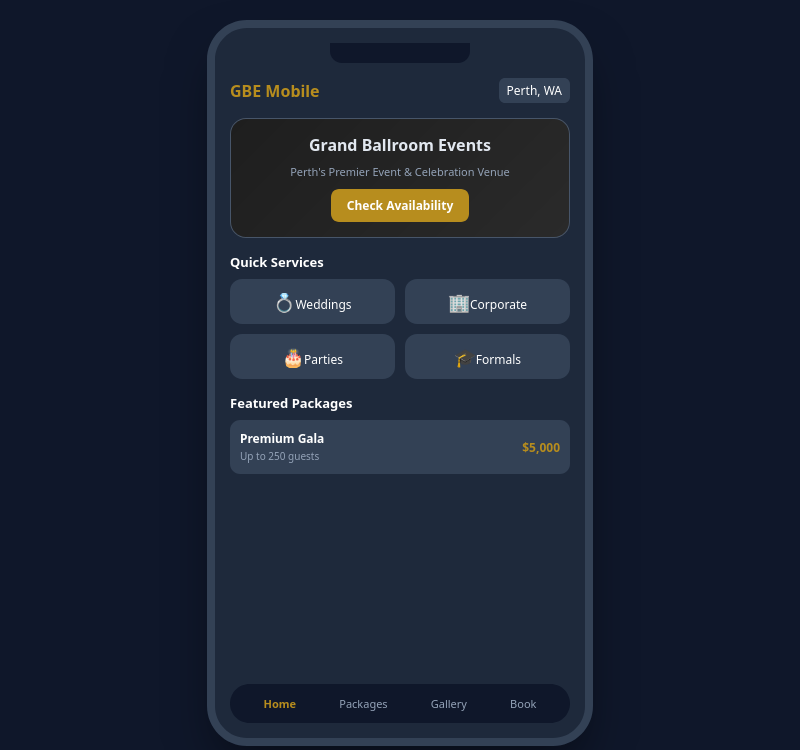 GBE Mobile
Perth, WA
Grand Ballroom Events
Perth's Premier Event & Celebration Venue
Check Availability
Quick Services
Weddings
Corporate
Parties
Formals
Featured Packages
Premium Gala
Up to 250 guests
$5,000
Home
Packages
Gallery
Book